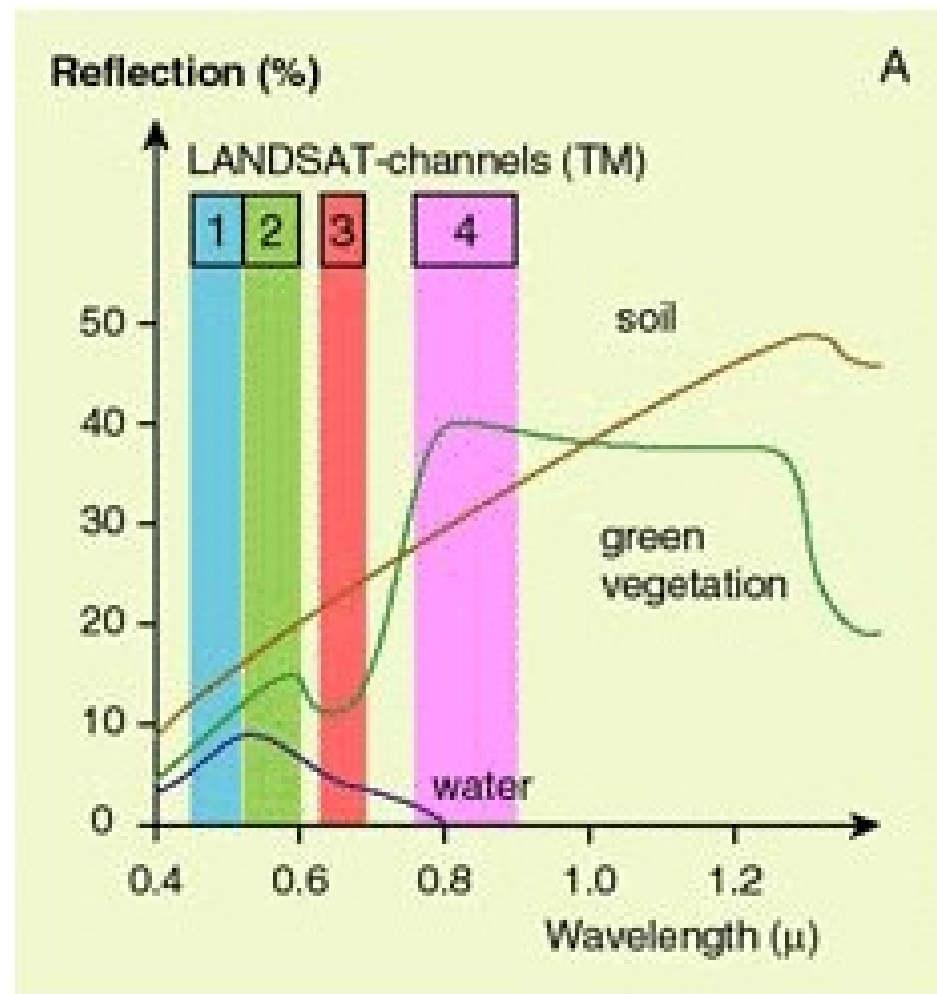 Reflection (%)
A
LANDSAT-channels (TM)
1 2 3 4
50
soil
40
30
green
vegetation
20
10
water
0
0.4 0.6 0.8 1.0 1.2
Wavelength (μ)